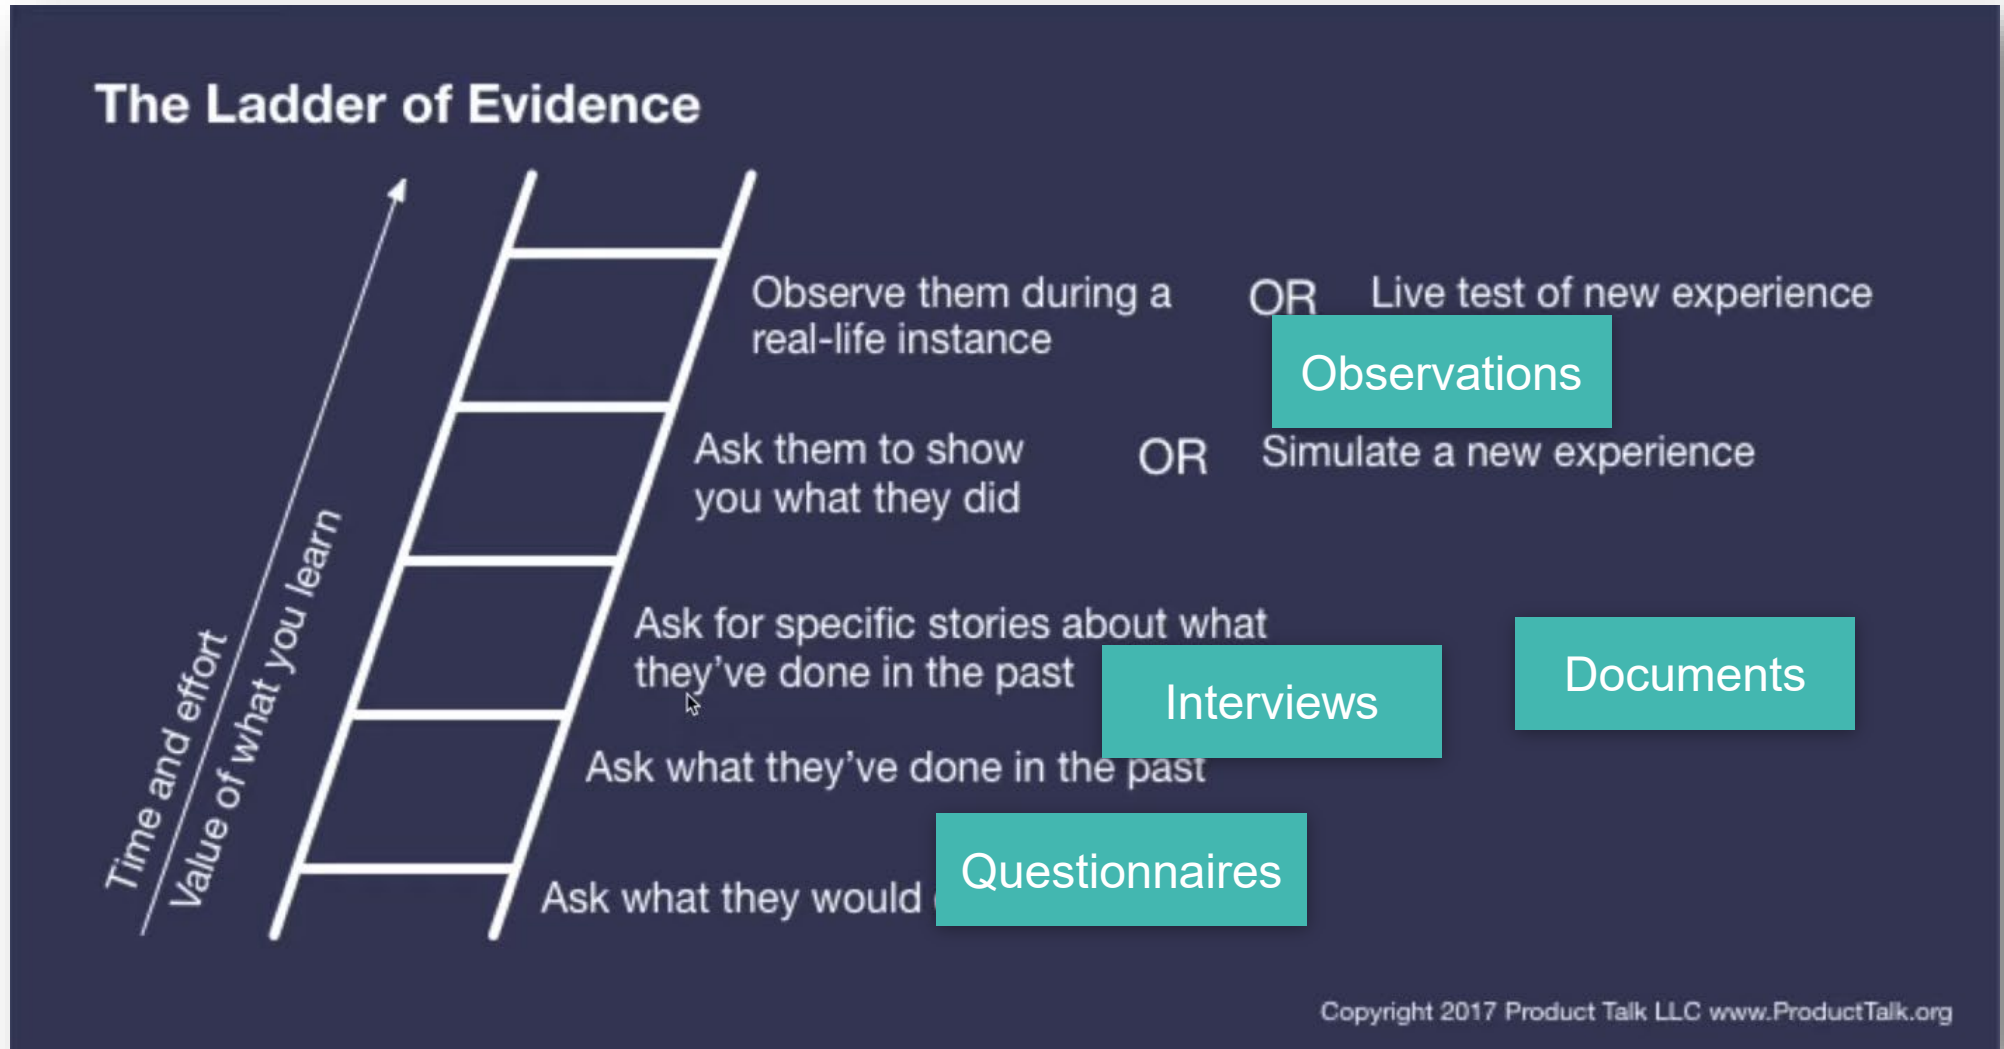 The Ladder of Evidence
Observe them during a
real-life instance
OR
Live test of new experience
Observations
Ask them to show
you what they did
OR
Simulate a new experience
Ask for specific stories about what
they've done in the past
Interviews
Documents
Ask what they've done in the past
Ask what they would
Questionnaires
Time and effort
Value of what you learn
Copyright 2017 Product Talk LLC www.ProductTalk.org